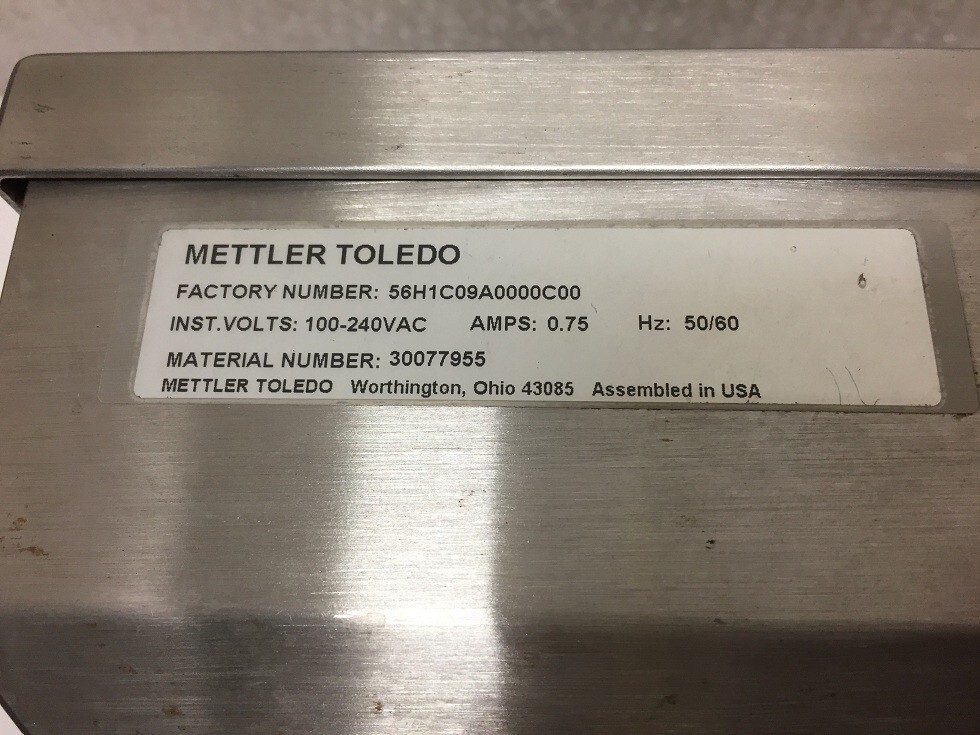 METTLER TOLEDO
FACTORY NUMBER: 56H1C09A0000C00
INST.VOLTS: 100-240VAC AMPS: 0.75 Hz: 50/60
MATERIAL NUMBER: 30077955
METTLER TOLEDO Worthington, Ohio 43085 Assembled in USA